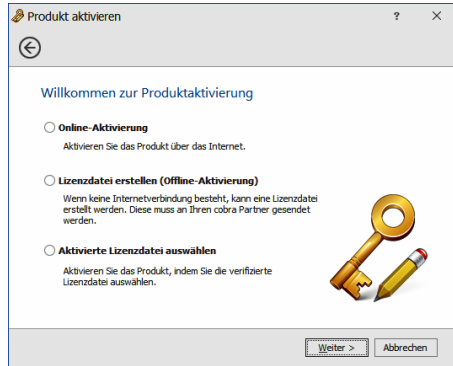 Produkt aktivieren
?
Willkommen zur Produktaktivierung
Online-Aktivierung
Aktivieren Sie das Produkt über das Internet.
Lizenzdatei erstellen (Offline-Aktivierung)
Wenn keine Internetverbindung besteht, kann eine Lizenzdatei
erstellt werden. Diese muss an Ihren cobra Partner gesendet
werden.
Aktivierte Lizenzdatei auswählen
Aktivieren Sie das Produkt, indem Sie die verifizierte
Lizenzdatei auswählen.
Weiter >
Abbrechen